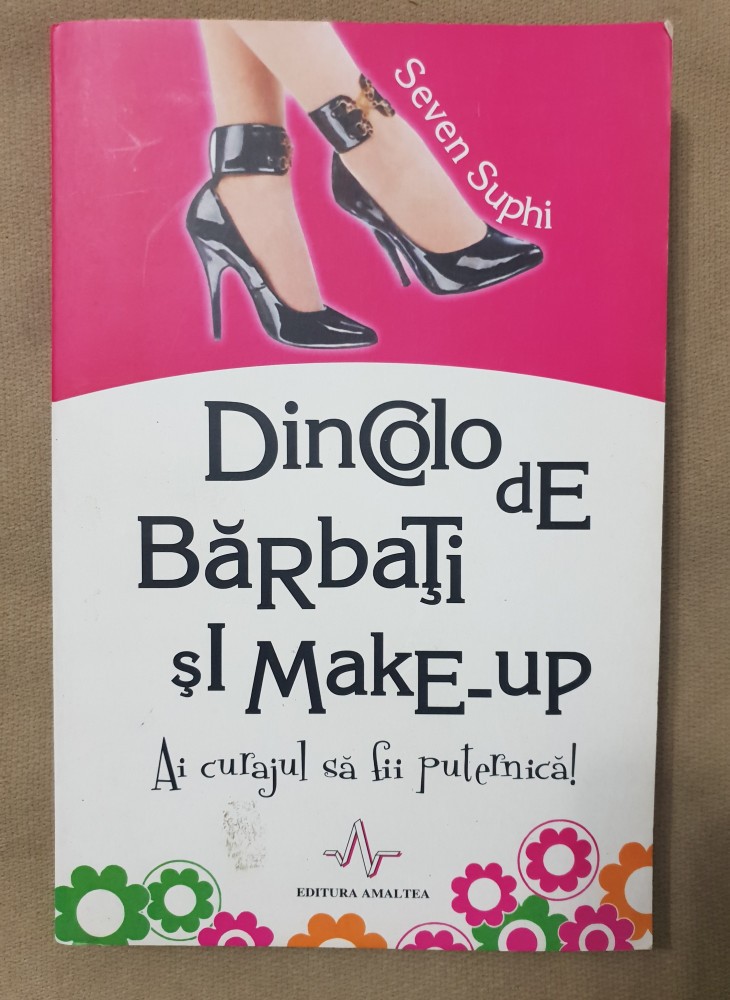 Seven Suphi
DinColo
dE
BăRbaţi
şI MakE-up
Ai curajul să fii puternică!
EDITURA AMALTEA